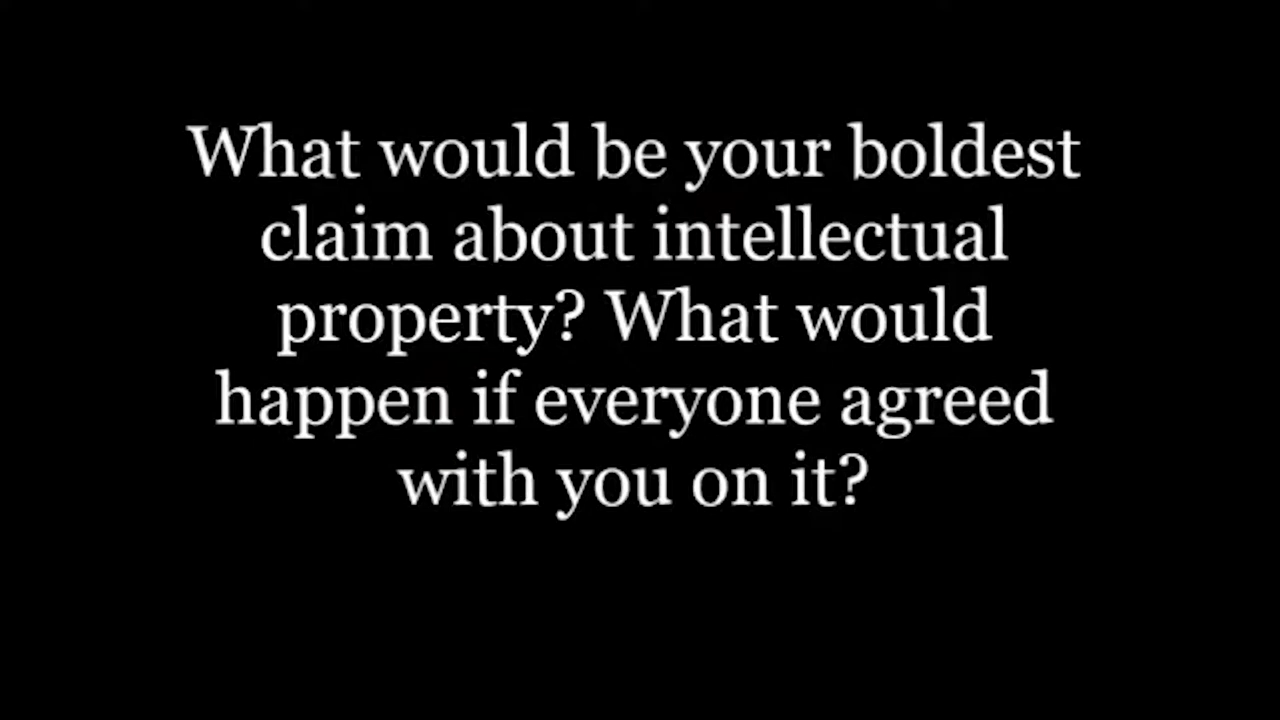 What would be your boldest
claim about intellectual
property? What would
happen if everyone agreed
with you on it?